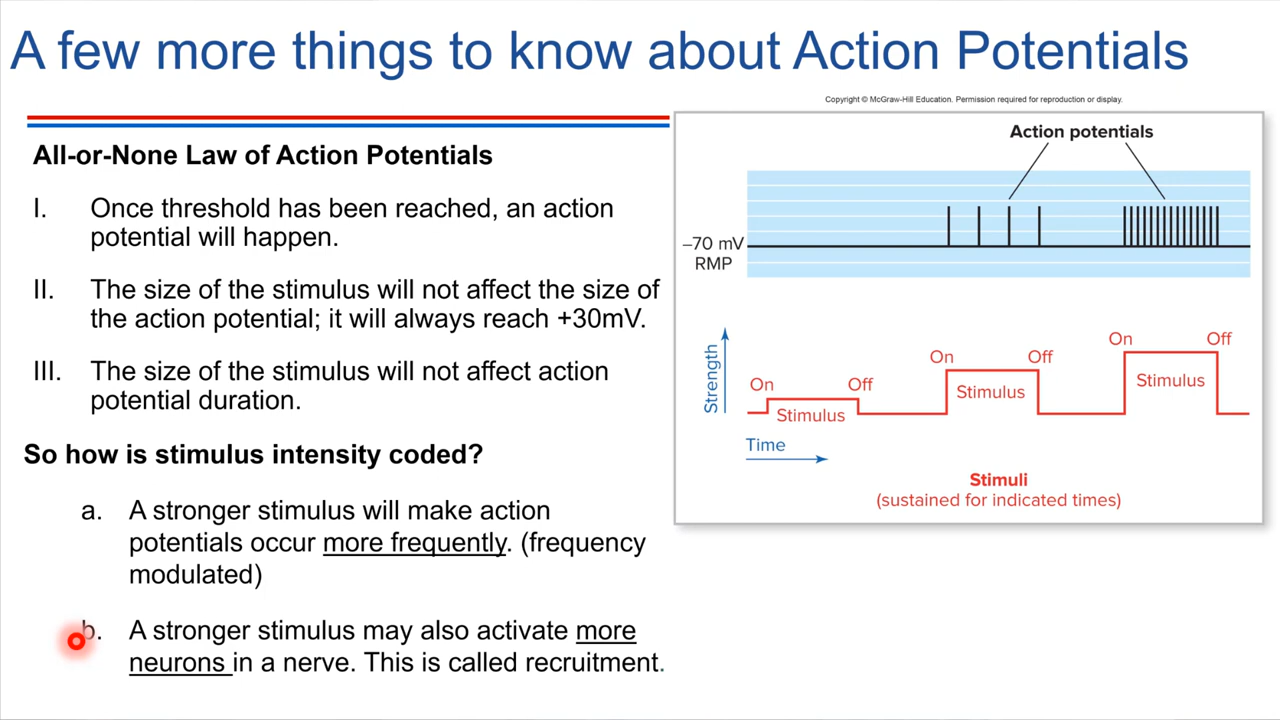 A few more things to know about Action Potentials
Copyright © McGraw-Hill Education. Permission required for reproduction or display.
All-or-None Law of Action Potentials
I. Once threshold has been reached, an action
potential will happen.
II. The size of the stimulus will not affect the size of
the action potential; it will always reach +30mV.
III. The size of the stimulus will not affect action
potential duration.
So how is stimulus intensity coded?
a. A stronger stimulus will make action
potentials occur more frequently. (frequency
modulated)
b. A stronger stimulus may also activate more
neurons in a nerve. This is called recruitment.
Action potentials
–70 mV
RMP
Strength
On
Off
Stimulus
On
Off
Stimulus
On
Off
Stimulus
Time
Stimuli
(sustained for indicated times)